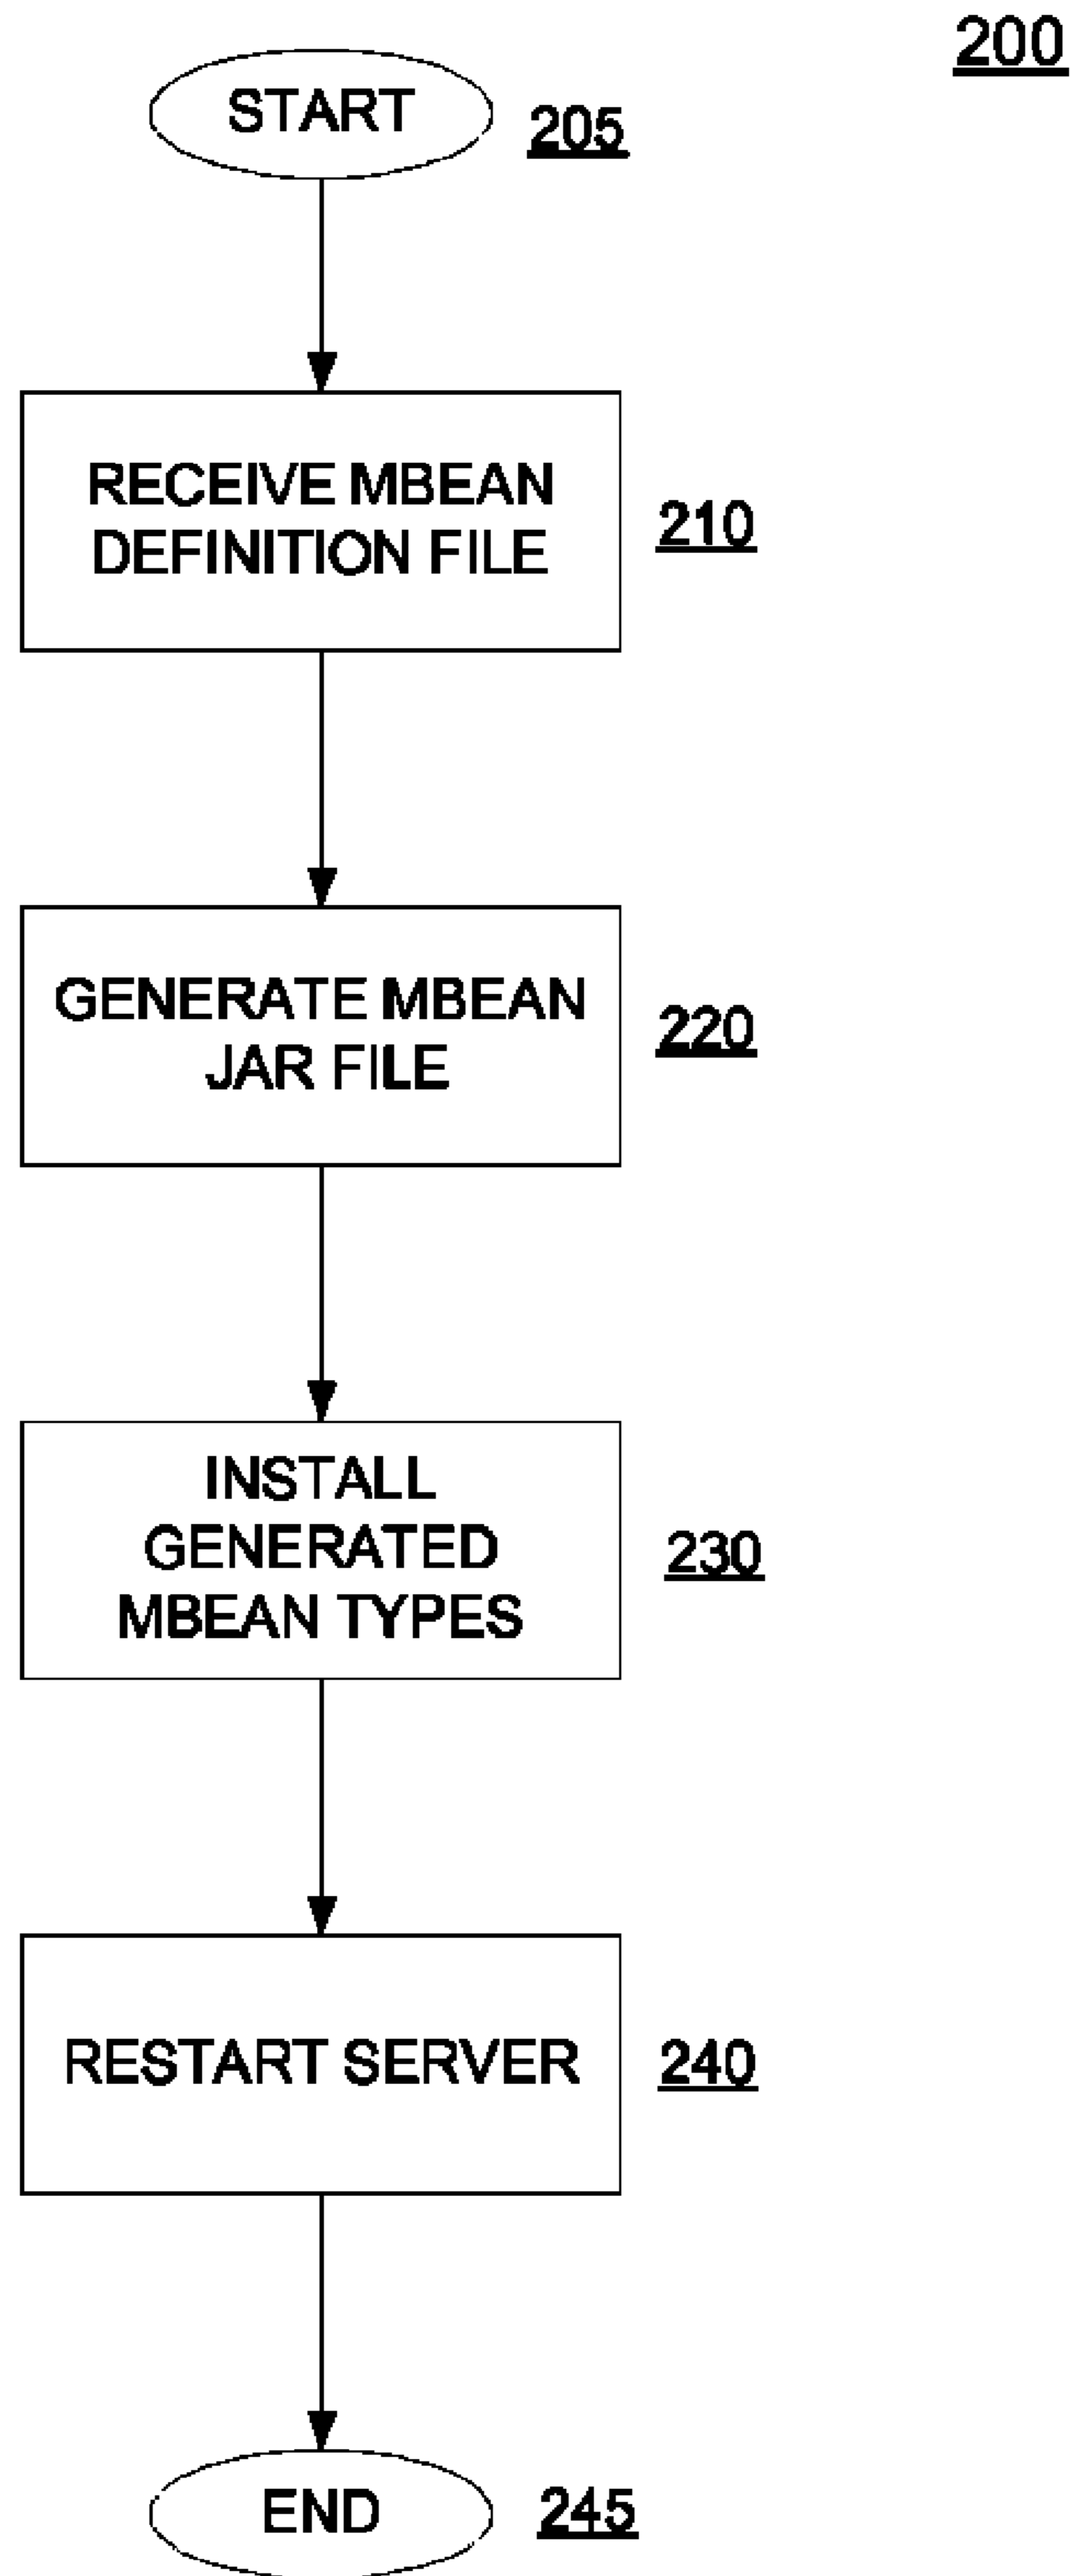 200
START
205
RECEIVE MBEAN
DEFINITION FILE
210
GENERATE MBEAN
JAR FILE
220
INSTALL
GENERATED
MBEAN TYPES
230
RESTART SERVER
240
END
245